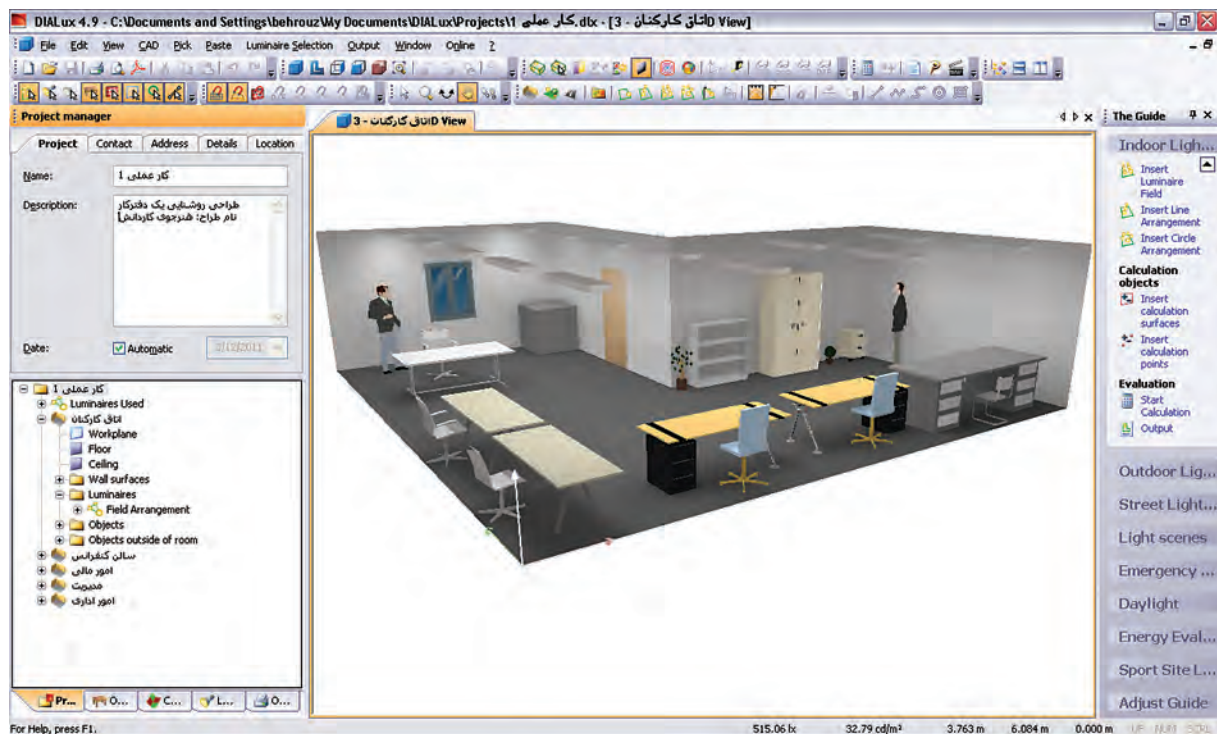 DIALux 4.9 - C:\Documents and Settings\behrouz\My Documents\DIALux\Projects\1 کار عملی.dlx - [3 - اتاق کارکنانD View]
File Edit View CAD Pick Paste Luminaire Selection Output Window Online ?
Project manager
Project Contact Address Details Location
Name:
کار عملی 1
Description:
طراحی روشنایی یک دفترکار
نام طراح: هنرجوی کاردانش
Date:
Automatic
2/12/2011
کار عملی 1
Luminaires Used
اتاق کارکنان
Workplane
Floor
Ceiling
Wall surfaces
Luminaires
Field Arrangement
Objects
Objects outside of room
سالن کنفرانس
امور مالی
مدیریت
امور اداری
Pr... O... C... L... O...
3 - اتاق کارکنانD View
The Guide
Indoor Ligh...
Insert
Luminaire
Field
Insert Line
Arrangement
Insert Circle
Arrangement
Calculation
objects
Insert
calculation
surfaces
Insert
calculation
points
Evaluation
Start
Calculation
Output
Outdoor Lig...
Street Light...
Light scenes
Emergency ...
Daylight
Energy Eval...
Sport Site L...
Adjust Guide
For Help, press F1.
515.06 lx 32.79 cd/m² 3.763 m 6.084 m 0.000 m